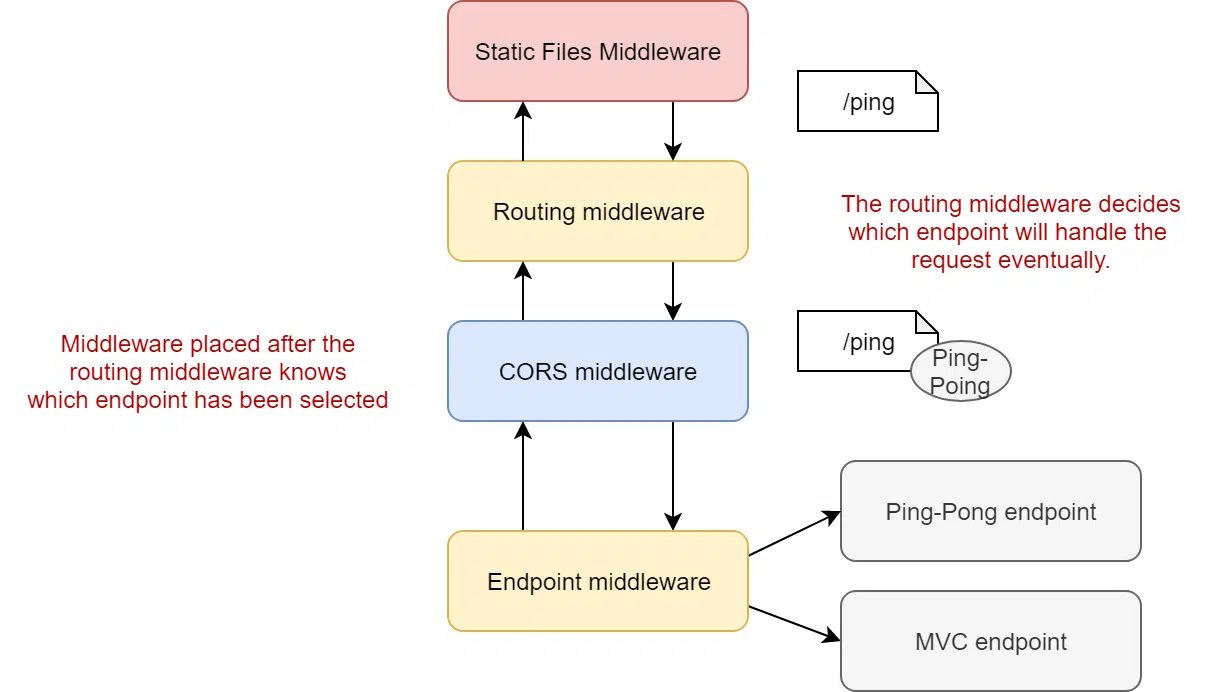 Static Files Middleware
/ping
Routing middleware
The routing middleware decides
which endpoint will handle the
request eventually.
Middleware placed after the
routing middleware knows
which endpoint has been selected
CORS middleware
/ping
Ping-
Poing
Ping-Pong endpoint
Endpoint middleware
MVC endpoint